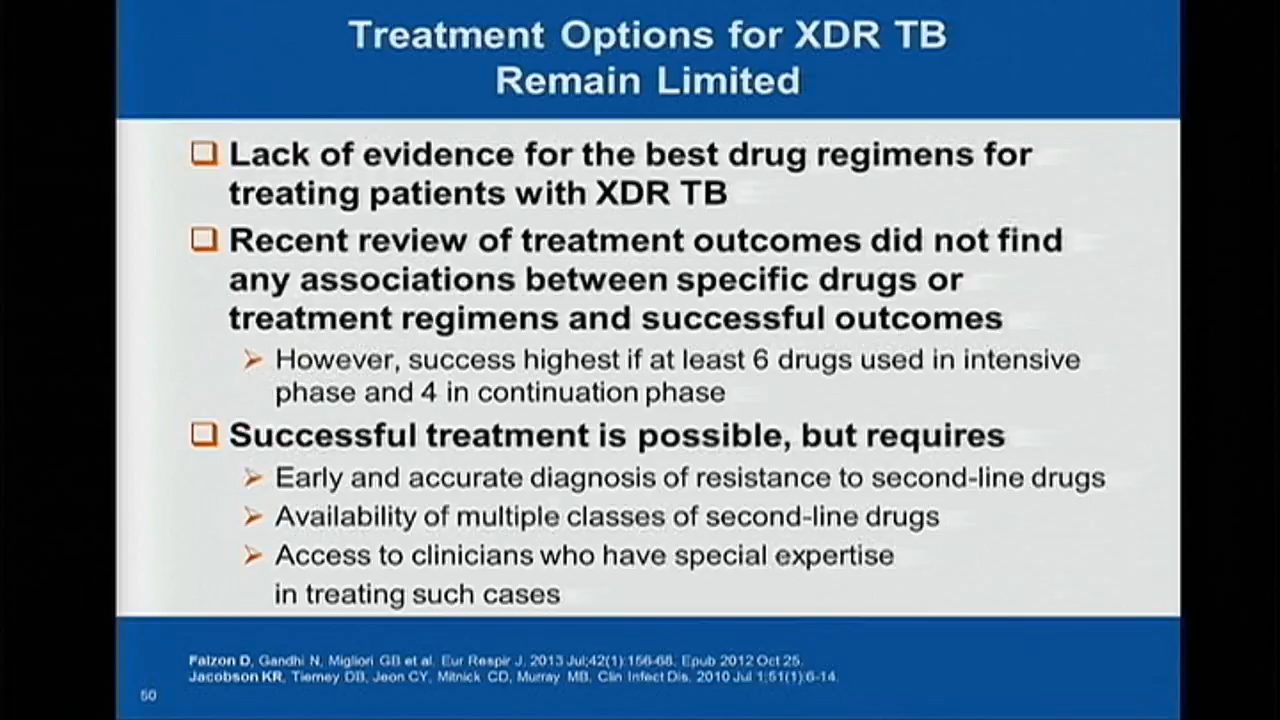 Treatment Options for XDR TB
Remain Limited
Lack of evidence for the best drug regimens for
treating patients with XDR TB
Recent review of treatment outcomes did not find
any associations between specific drugs or
treatment regimens and successful outcomes
However, success highest if at least 6 drugs used in intensive
phase and 4 in continuation phase
Successful treatment is possible, but requires
Early and accurate diagnosis of resistance to second-line drugs
Availability of multiple classes of second-line drugs
Access to clinicians who have special expertise
in treating such cases
Falzon D, Gandhi N, Migliori GB et al. Eur Respir J. 2013 Jul;42(1):156-68. Epub 2012 Oct 25.
Jacobson KR, Tierney DB, Jeon CY, Mitnick CD, Murray MB. Clin Infect Dis. 2010 Jul 1;51(1):6-14.
50